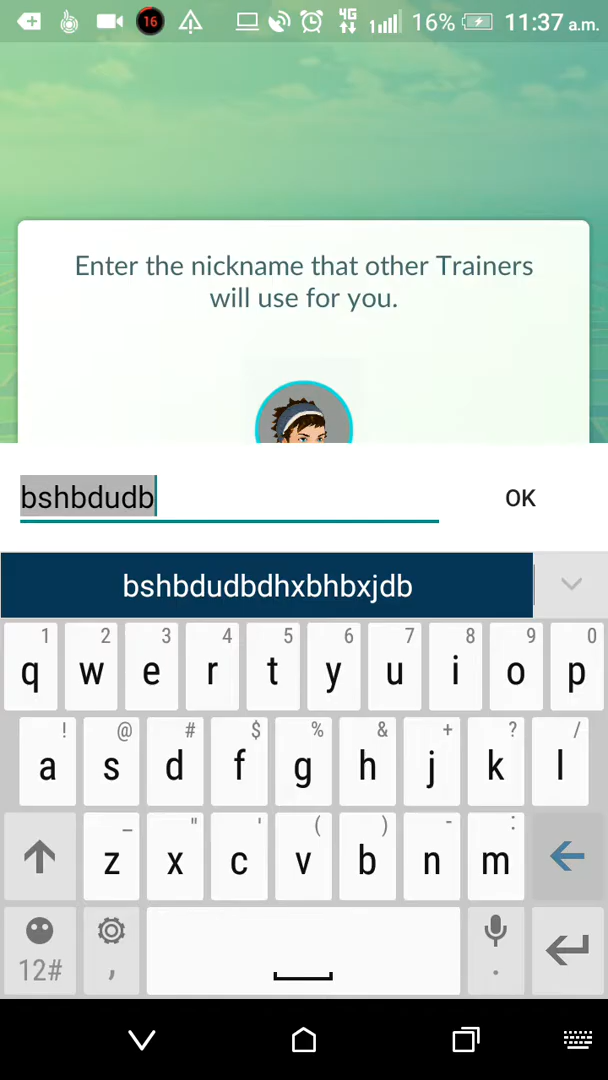 16 4G 16% 11:37 a.m.
Enter the nickname that other Trainers
will use for you.
bshbdudb OK
bshbdudbdhxbhbxjdb
1 2 3 4 5 6 7 8 9 0
q w e r t y u i o p
! @ # $ % & + ? /
a s d f g h j k l
_ " ' ( ) - :
z x c v b n m
12# , .